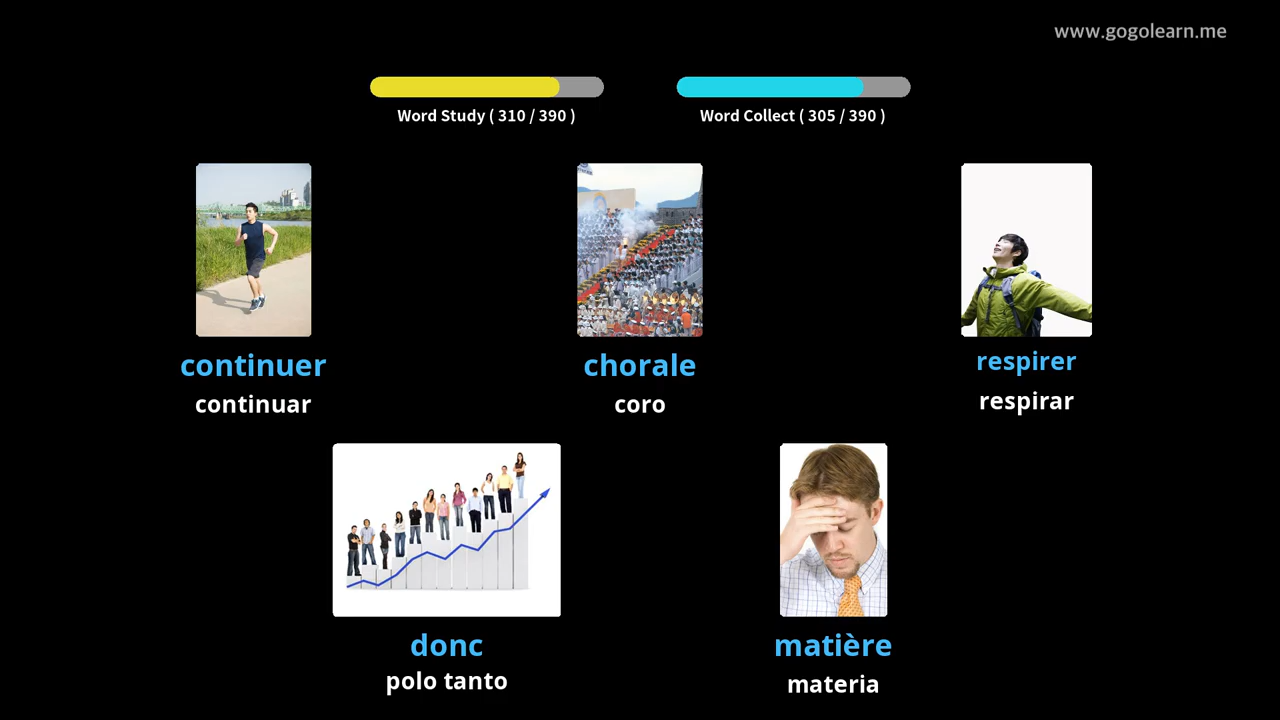 www.gogolearn.me
Word Study ( 310 / 390 )
Word Collect ( 305 / 390 )
continuer
continuar
chorale
coro
respirer
respirar
donc
polo tanto
matière
materia